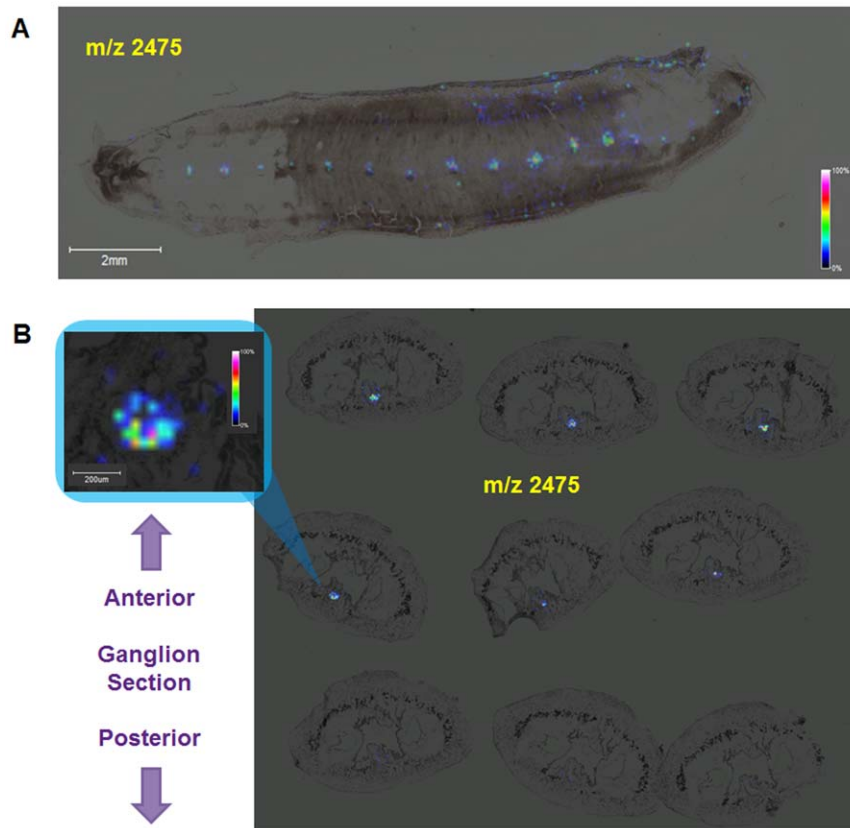 A
m/z 2475
100%
0%
2mm
B
100%
0%
200um
m/z 2475
Anterior
Ganglion
Section
Posterior